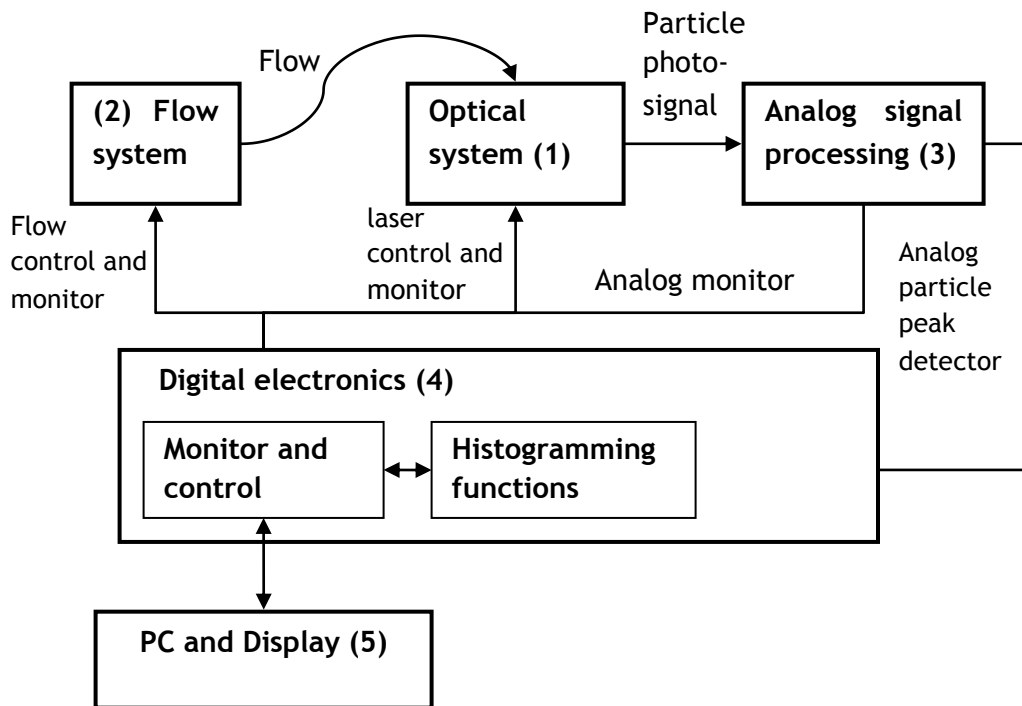 Flow
Particle
photo-
signal
(2) Flow
system
Optical
system (1)
Analog signal
processing (3)
Flow
control and
monitor
laser
control and
monitor
Analog monitor
Analog
particle
peak
detector
Digital electronics (4)
Monitor and
control
Histogramming
functions
PC and Display (5)